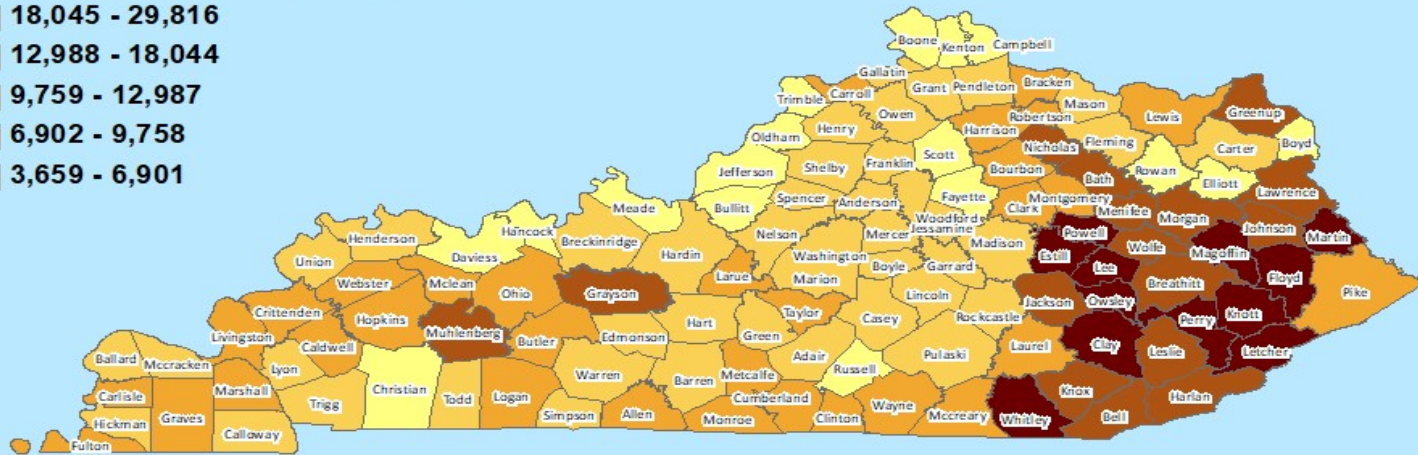 18,045 - 29,816
12,988 - 18,044
9,759 - 12,987
6,902 - 9,758
3,659 - 6,901
Boone
Kenton
Campbell
Gallatin
Grant
Pendleton
Bracken
Trimble
Carroll
Owen
Mason
Robertson
Lewis
Greenup
Oldham
Henry
Harrison
Nicholas
Fleming
Carter
Boyd
Jefferson
Shelby
Franklin
Scott
Bourbon
Bath
Rowan
Elliott
Lawrence
Meade
Bullitt
Spencer
Anderson
Fayette
Woodford
Clark
Montgomery
Menifee
Morgan
Hancock
Breckinridge
Nelson
Mercer
Jessamine
Madison
Powell
Wolfe
Johnson
Martin
Henderson
Daviess
Hardin
Washington
Estill
Magoffin
Union
Webster
Mclean
Ohio
Grayson
Larue
Marion
Boyle
Garrard
Lee
Breathitt
Floyd
Crittenden
Hopkins
Lincoln
Jackson
Owsley
Pike
Livingston
Muhlenberg
Butler
Edmonson
Hart
Green
Taylor
Casey
Rockcastle
Perry
Knott
Ballard
Mccracken
Lyon
Caldwell
Warren
Adair
Pulaski
Laurel
Clay
Leslie
Letcher
Carlisle
Marshall
Christian
Todd
Logan
Barren
Metcalfe
Russell
Knox
Harlan
Hickman
Graves
Trigg
Simpson
Allen
Cumberland
Wayne
Mccreary
Whitley
Bell
Fulton
Calloway
Monroe
Clinton